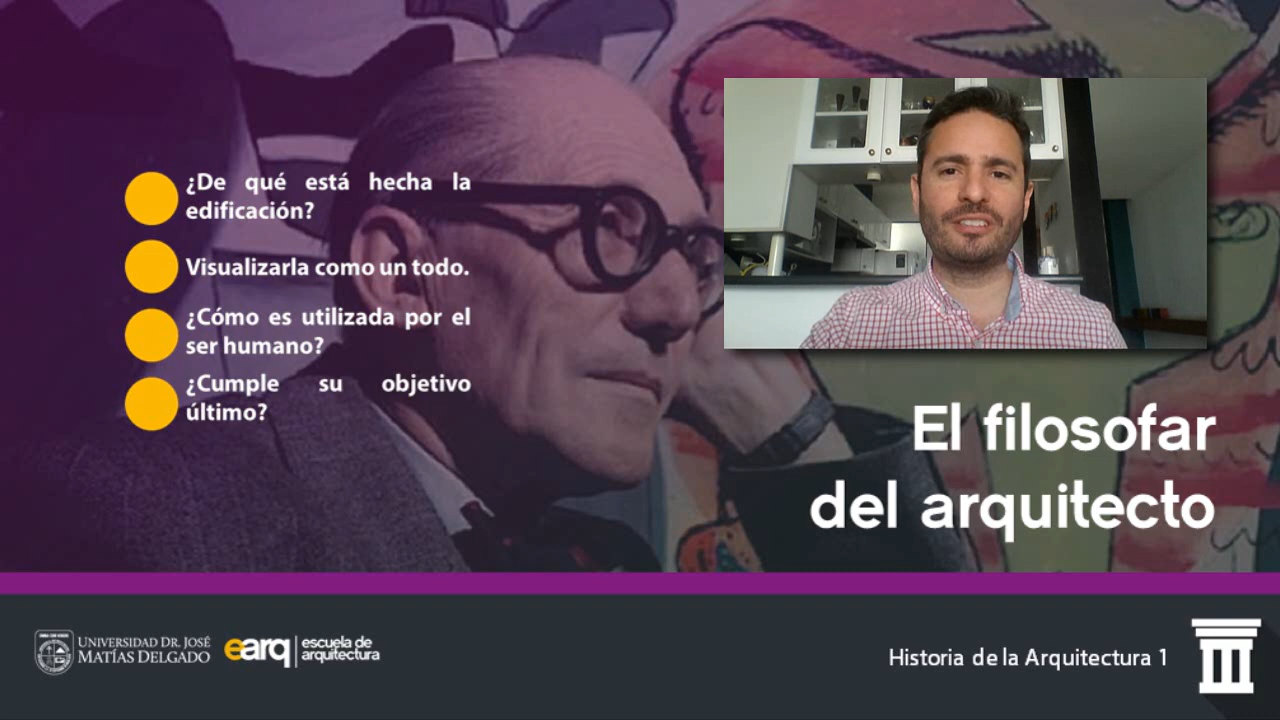 ¿De qué está hecha la
edificación?
Visualizarla como un todo.
¿Cómo es utilizada por el
ser humano?
¿Cumple su objetivo
último?
El filosofar
del arquitecto
UNIVERSIDAD DR. JOSÉ
MATÍAS DELGADO
earq
escuela de
arquitectura
Historia de la Arquitectura 1